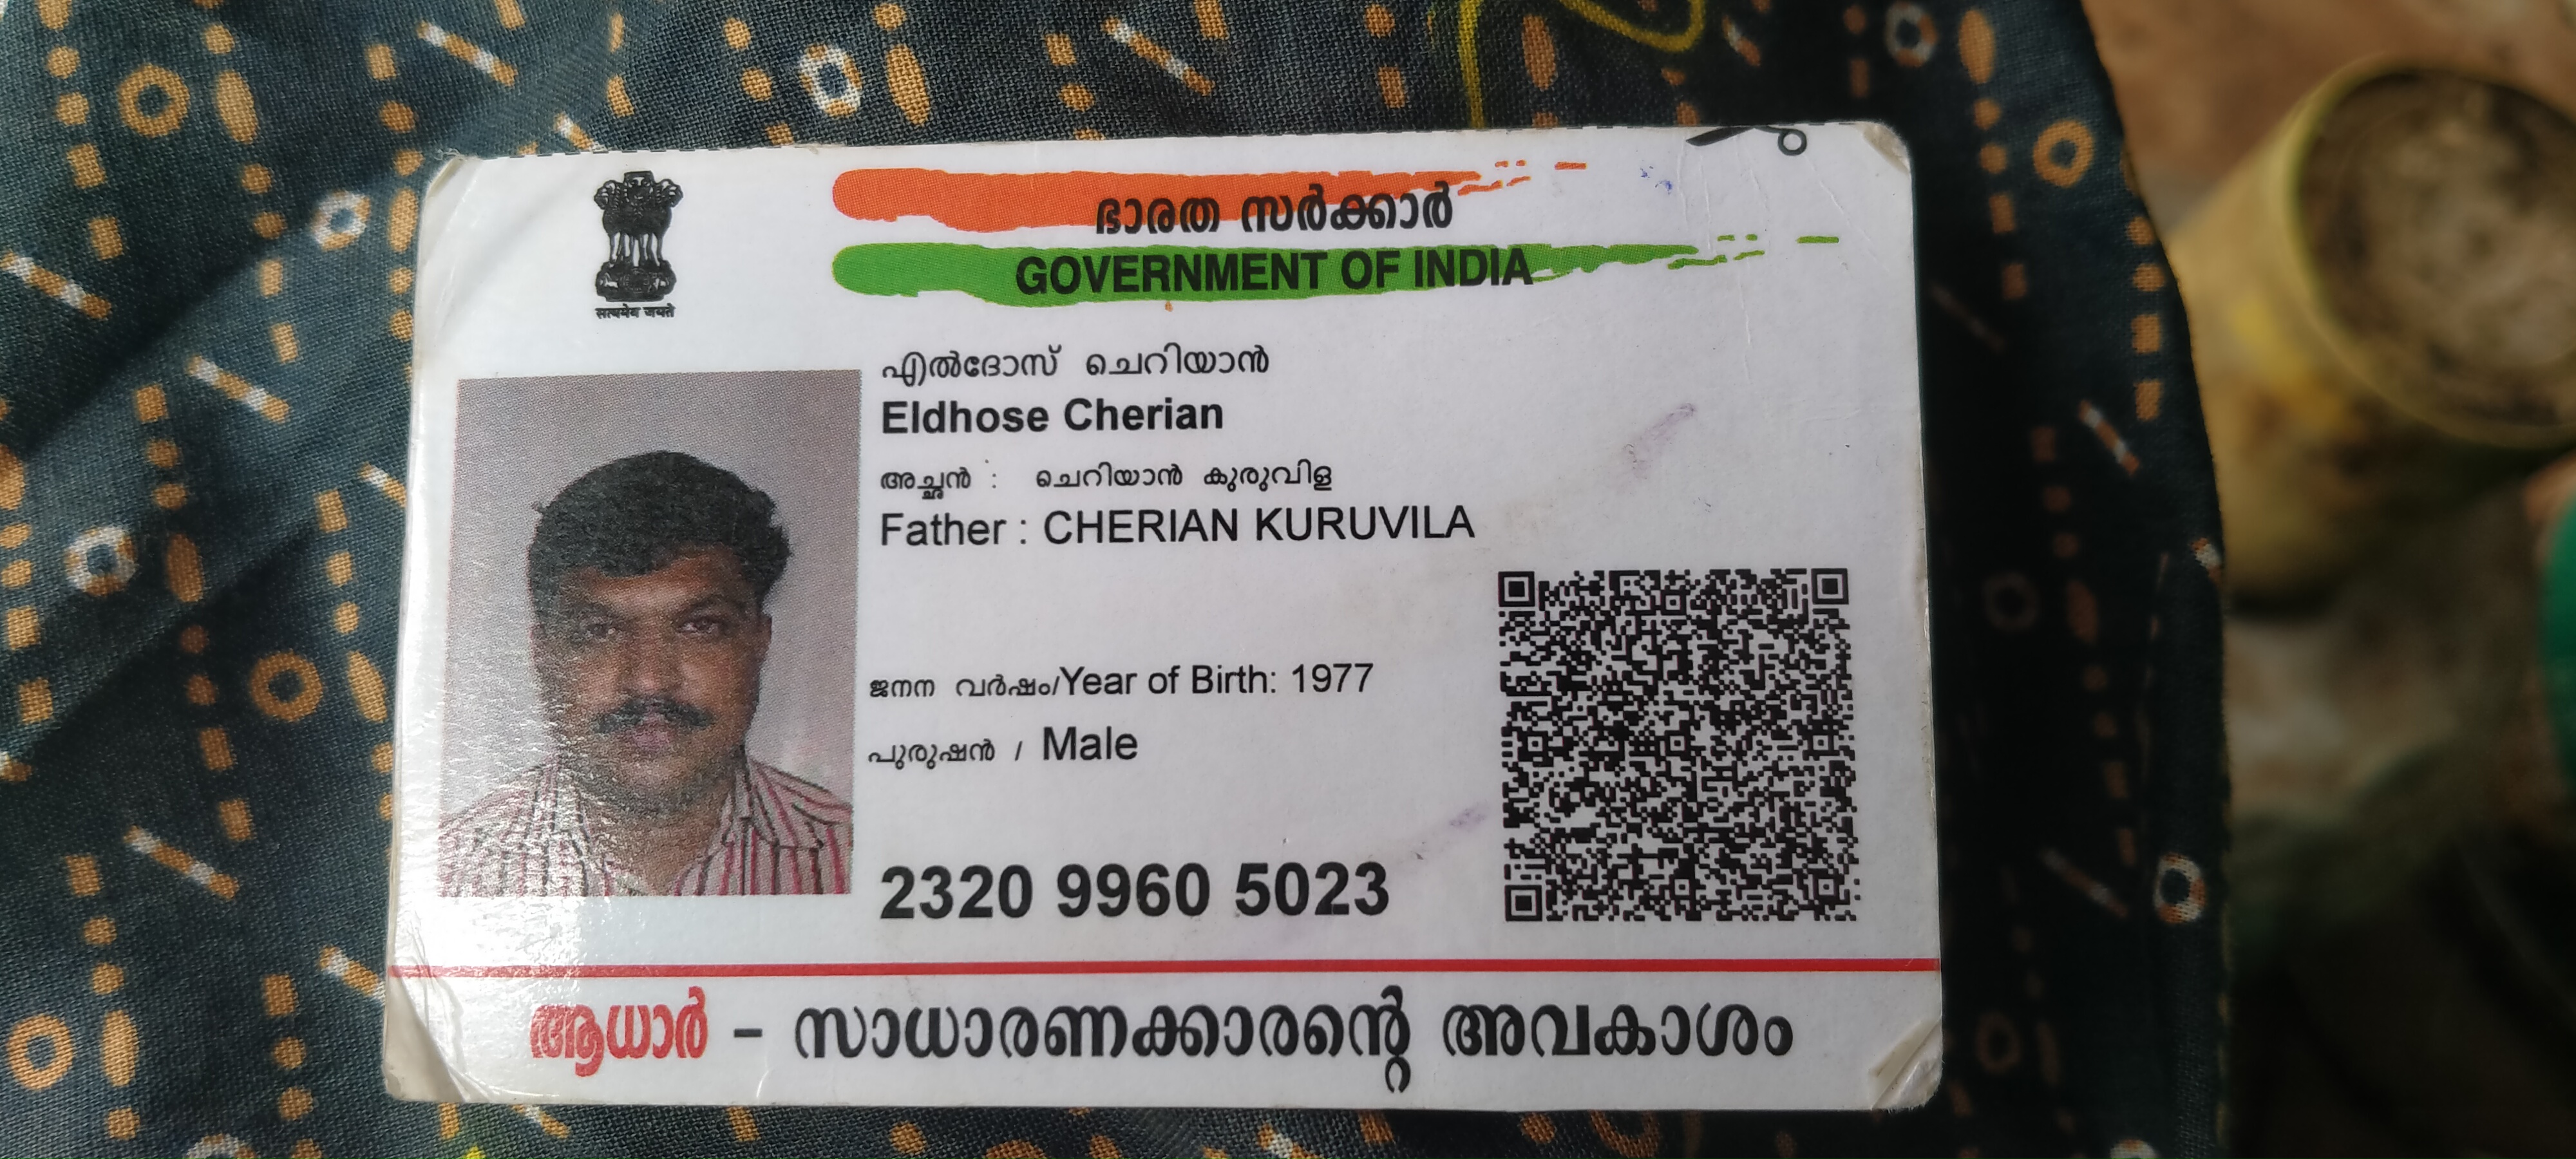 ഭാരത സർക്കാർ
GOVERNMENT OF INDIA
सत्यमेव जयते
എൽദോസ് ചെറിയാൻ
Eldhose Cherian
അച്ഛൻ : ചെറിയാൻ കുരുവിള
Father : CHERIAN KURUVILA
ജനന വർഷം/Year of Birth: 1977
പുരുഷൻ / Male
2320 9960 5023
ആധാർ - സാധാരണക്കാരന്റെ അവകാശം